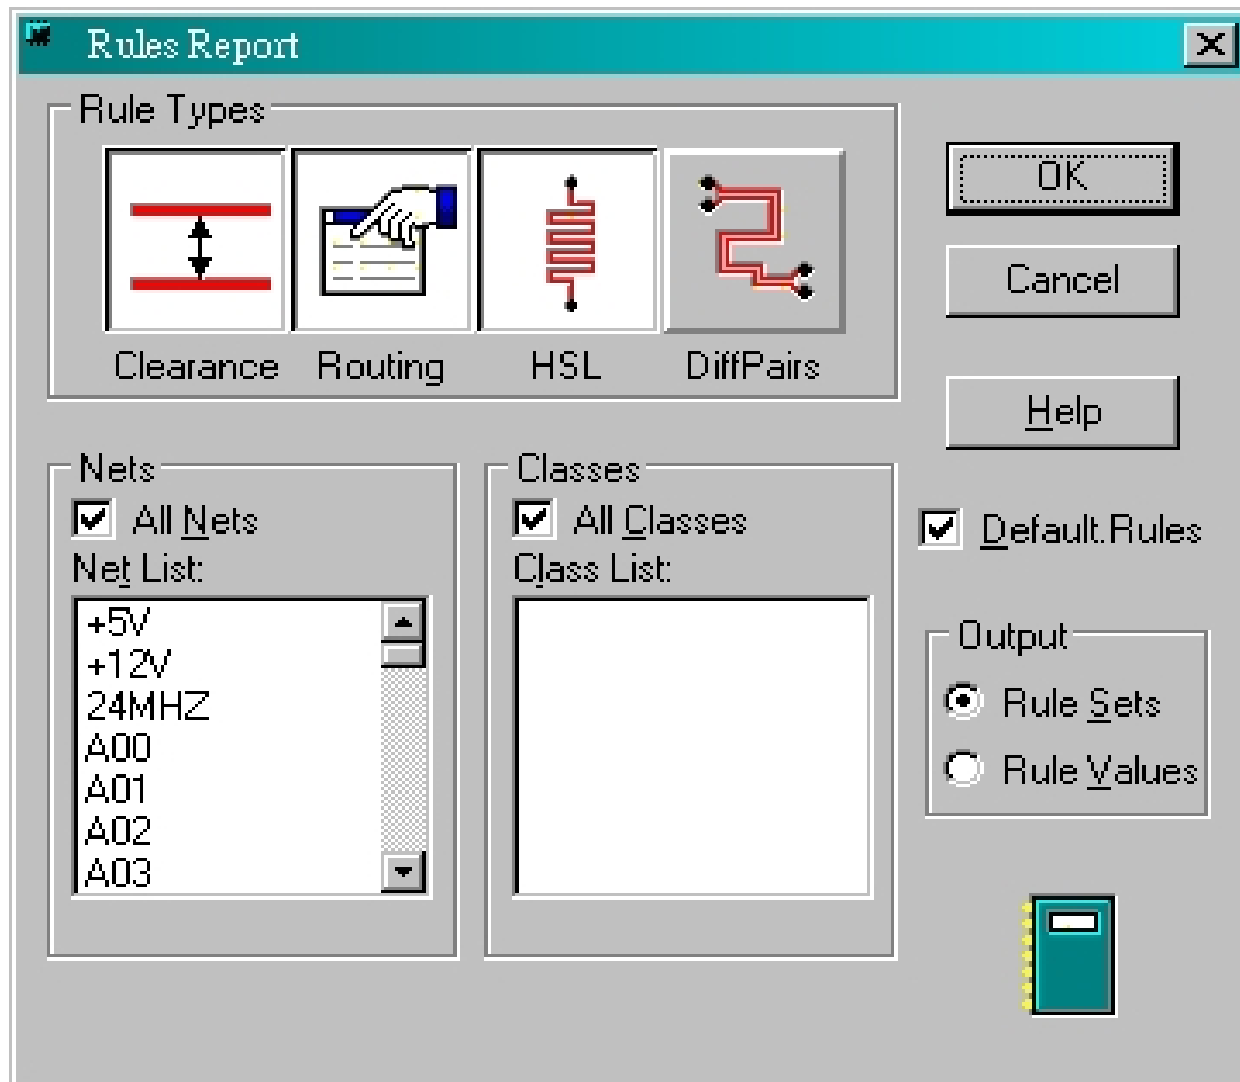 Rules Report
Rule Types
Clearance
Routing
HSL
DiffPairs
OK
Cancel
Help
Nets
All Nets
Net List:
+5V
+12V
24MHZ
A00
A01
A02
A03
Classes
All Classes
Class List:
Default.Rules
Output
Rule Sets
Rule Values